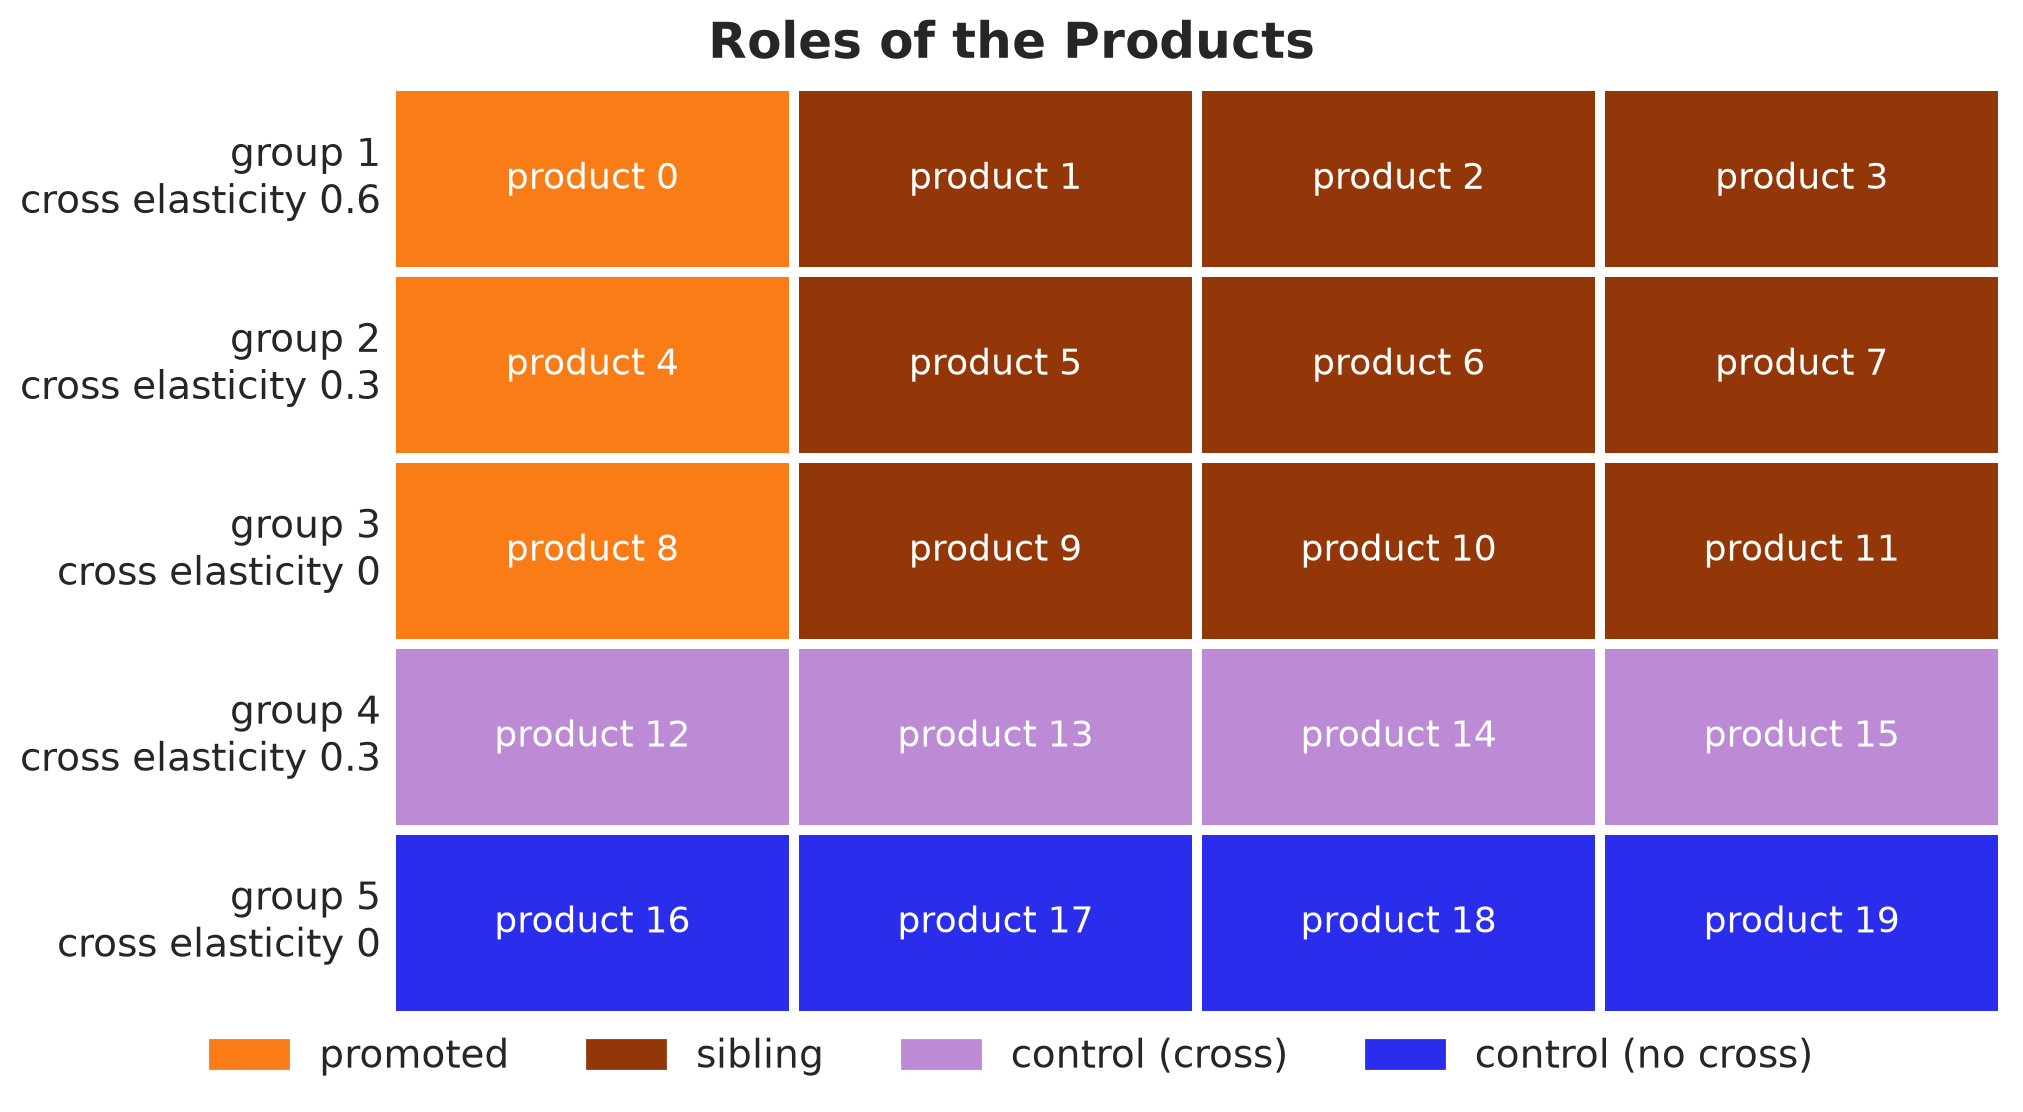 Roles of the Products
group 1
cross elasticity 0.6
product 0
product 1
product 2
product 3
group 2
cross elasticity 0.3
product 4
product 5
product 6
product 7
group 3
cross elasticity 0
product 8
product 9
product 10
product 11
group 4
cross elasticity 0.3
product 12
product 13
product 14
product 15
group 5
cross elasticity 0
product 16
product 17
product 18
product 19
promoted
sibling
control (cross)
control (no cross)